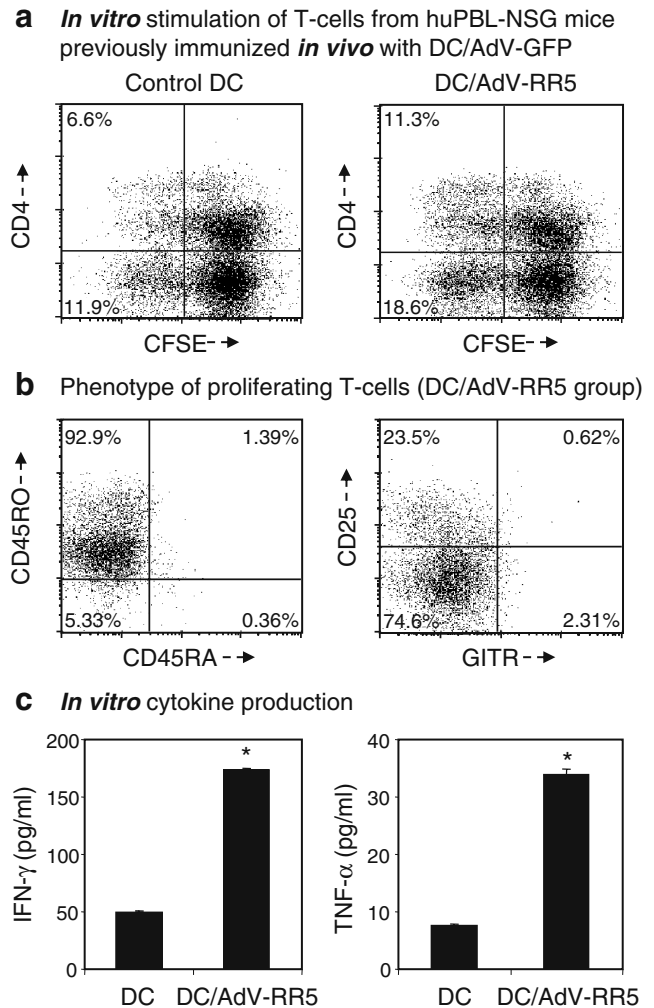 a In vitro stimulation of T-cells from huPBL-NSG mice
previously immunized in vivo with DC/AdV-GFP
Control DC
DC/AdV-RR5
6.6%
11.9%
CD4
CFSE
11.3%
18.6%
CD4
CFSE
b Phenotype of proliferating T-cells (DC/AdV-RR5 group)
92.9% 1.39%
5.33% 0.36%
CD45RO
CD45RA
23.5% 0.62%
74.6% 2.31%
CD25
GITR
c In vitro cytokine production
IFN-γ (pg/ml)
200
150
100
50
0
*
DC DC/AdV-RR5
TNF-α (pg/ml)
40
30
20
10
0
*
DC DC/AdV-RR5